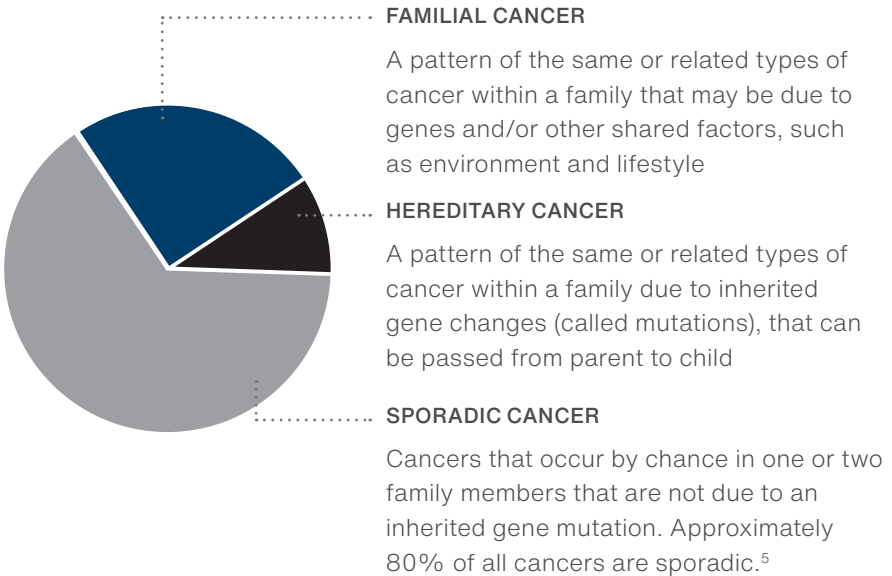 FAMILIAL CANCER
A pattern of the same or related types of
cancer within a family that may be due to
genes and/or other shared factors, such
as environment and lifestyle
HEREDITARY CANCER
A pattern of the same or related types of
cancer within a family due to inherited
gene changes (called mutations), that can
be passed from parent to child
SPORADIC CANCER
Cancers that occur by chance in one or two
family members that are not due to an
inherited gene mutation. Approximately
80% of all cancers are sporadic.⁵